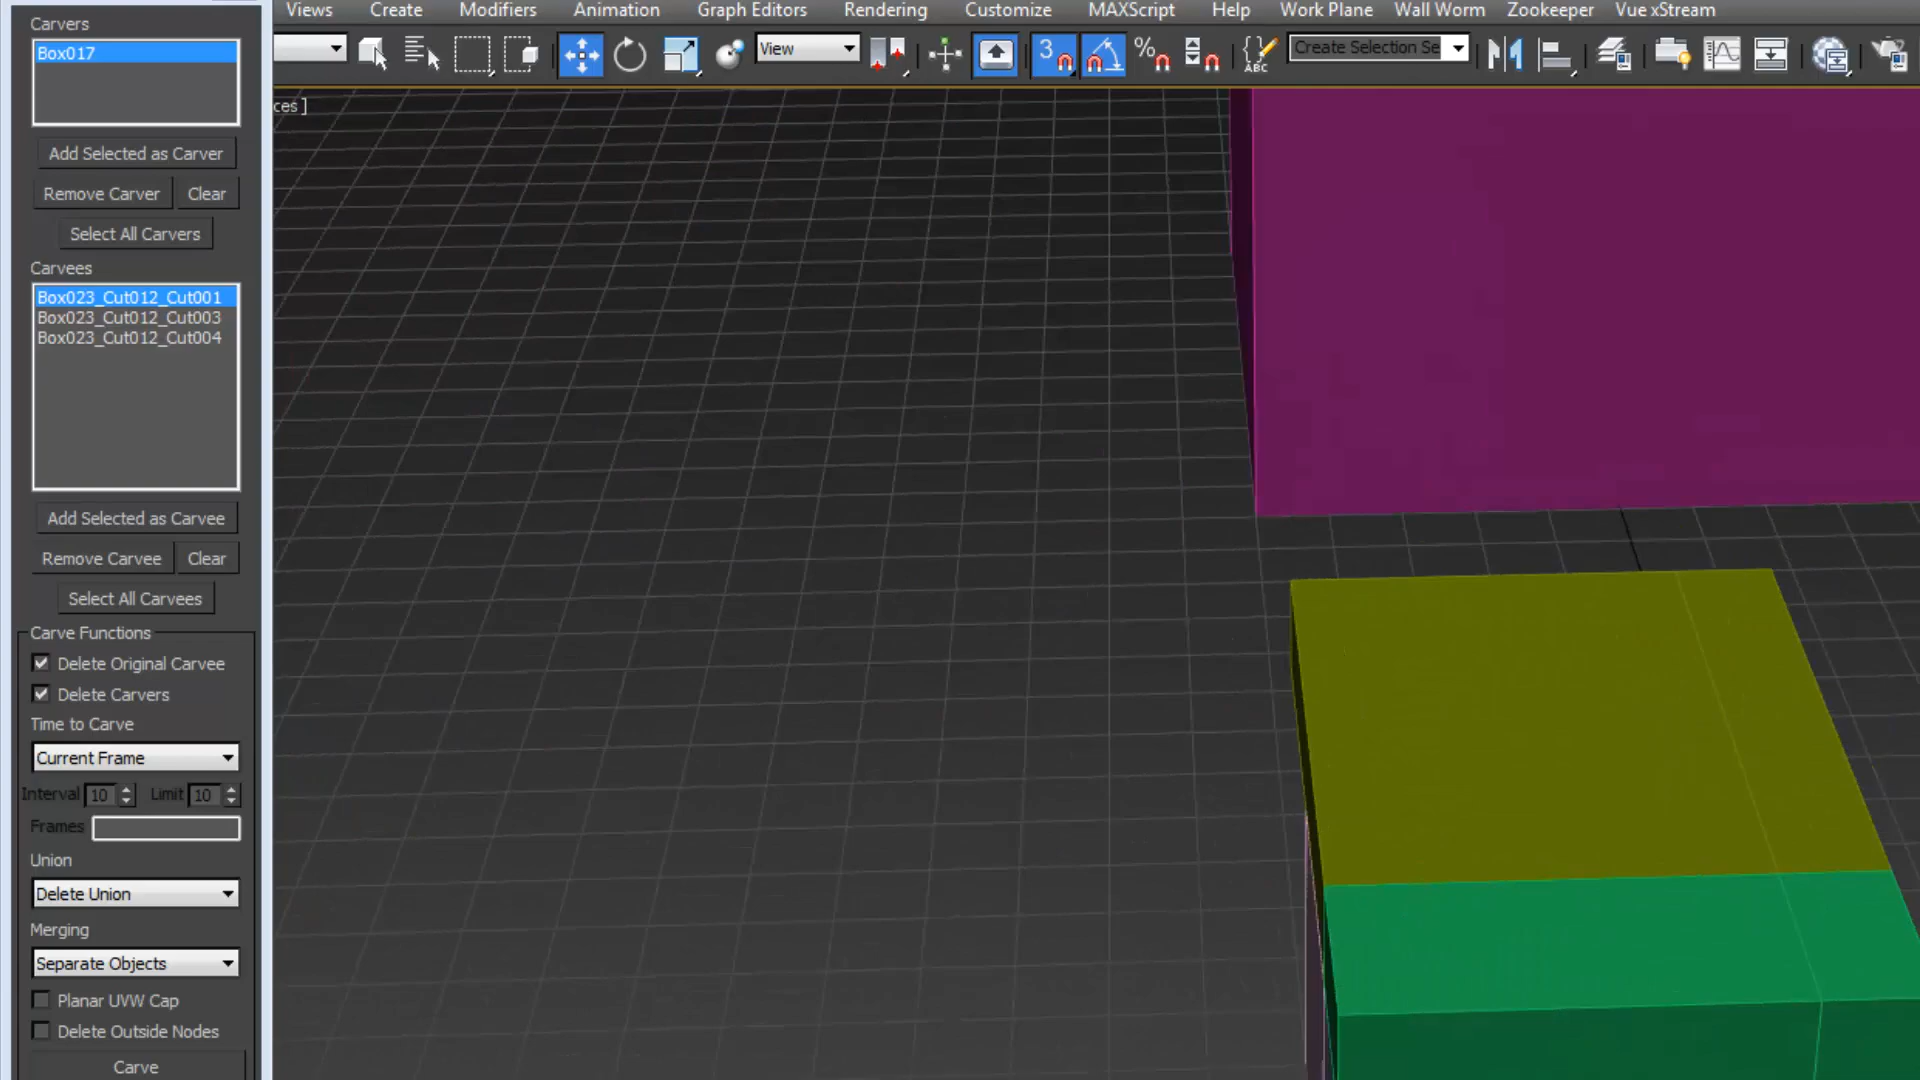 Views Create Modifiers Animation Graph Editors Rendering Customize MAXScript Help Work Plane Wall Worm Zookeeper Vue xStream
View 3 % ABC Create Selection Se
ces ]
Carvers
Box017
Add Selected as Carver
Remove Carver Clear
Select All Carvers
Carvees
Box023_Cut012_Cut001
Box023_Cut012_Cut003
Box023_Cut012_Cut004
Add Selected as Carvee
Remove Carvee Clear
Select All Carvees
Carve Functions
Delete Original Carvee
Delete Carvers
Time to Carve
Current Frame
Interval 10 Limit 10
Frames
Union
Delete Union
Merging
Separate Objects
Planar UVW Cap
Delete Outside Nodes
Carve